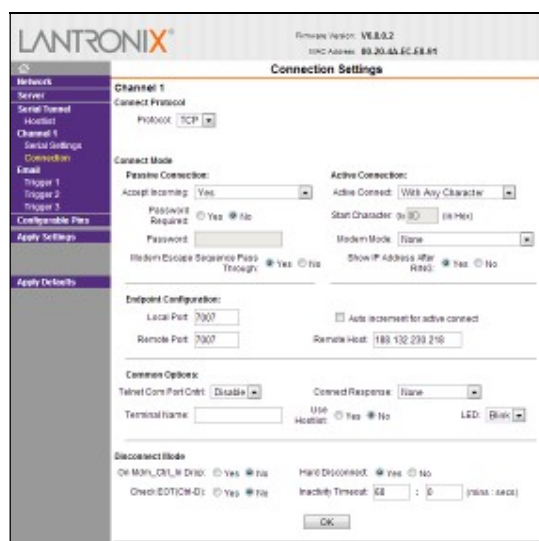 LANTRONIX®
Firmware Version: V6.8.0.2
MAC Address: 00-20-4A-EC-E8-91
Connection Settings
Network
Server
Serial Tunnel
Hostlist
Channel 1
Serial Settings
Connection
Email
Trigger 1
Trigger 2
Trigger 3
Configurable Pins
Apply Settings
Apply Defaults
Channel 1
Connect Protocol
Protocol: TCP
Connect Mode
Passive Connection:
Active Connection:
Accept Incoming: Yes
Active Connect: With Any Character
Password Required: Yes No
Start Character: 0x 0D (in Hex)
Password:
Modem Mode: None
Modem Escape Sequence Pass Through: Yes No
Show IP Address After RING: Yes No
Endpoint Configuration:
Local Port: 7007
Auto increment for active connect
Remote Port: 7007
Remote Host: 188.132.230.218
Common Options:
Telnet Com Port Cntrl: Disable
Connect Response: None
Terminal Name:
Use Hostlist: Yes No
LED: Blink
Disconnect Mode
On Mdm_Ctrl_In Drop: Yes No
Hard Disconnect: Yes No
Check EOT(Ctrl-D): Yes No
Inactivity Timeout: 60 : 0 (mins : secs)
OK